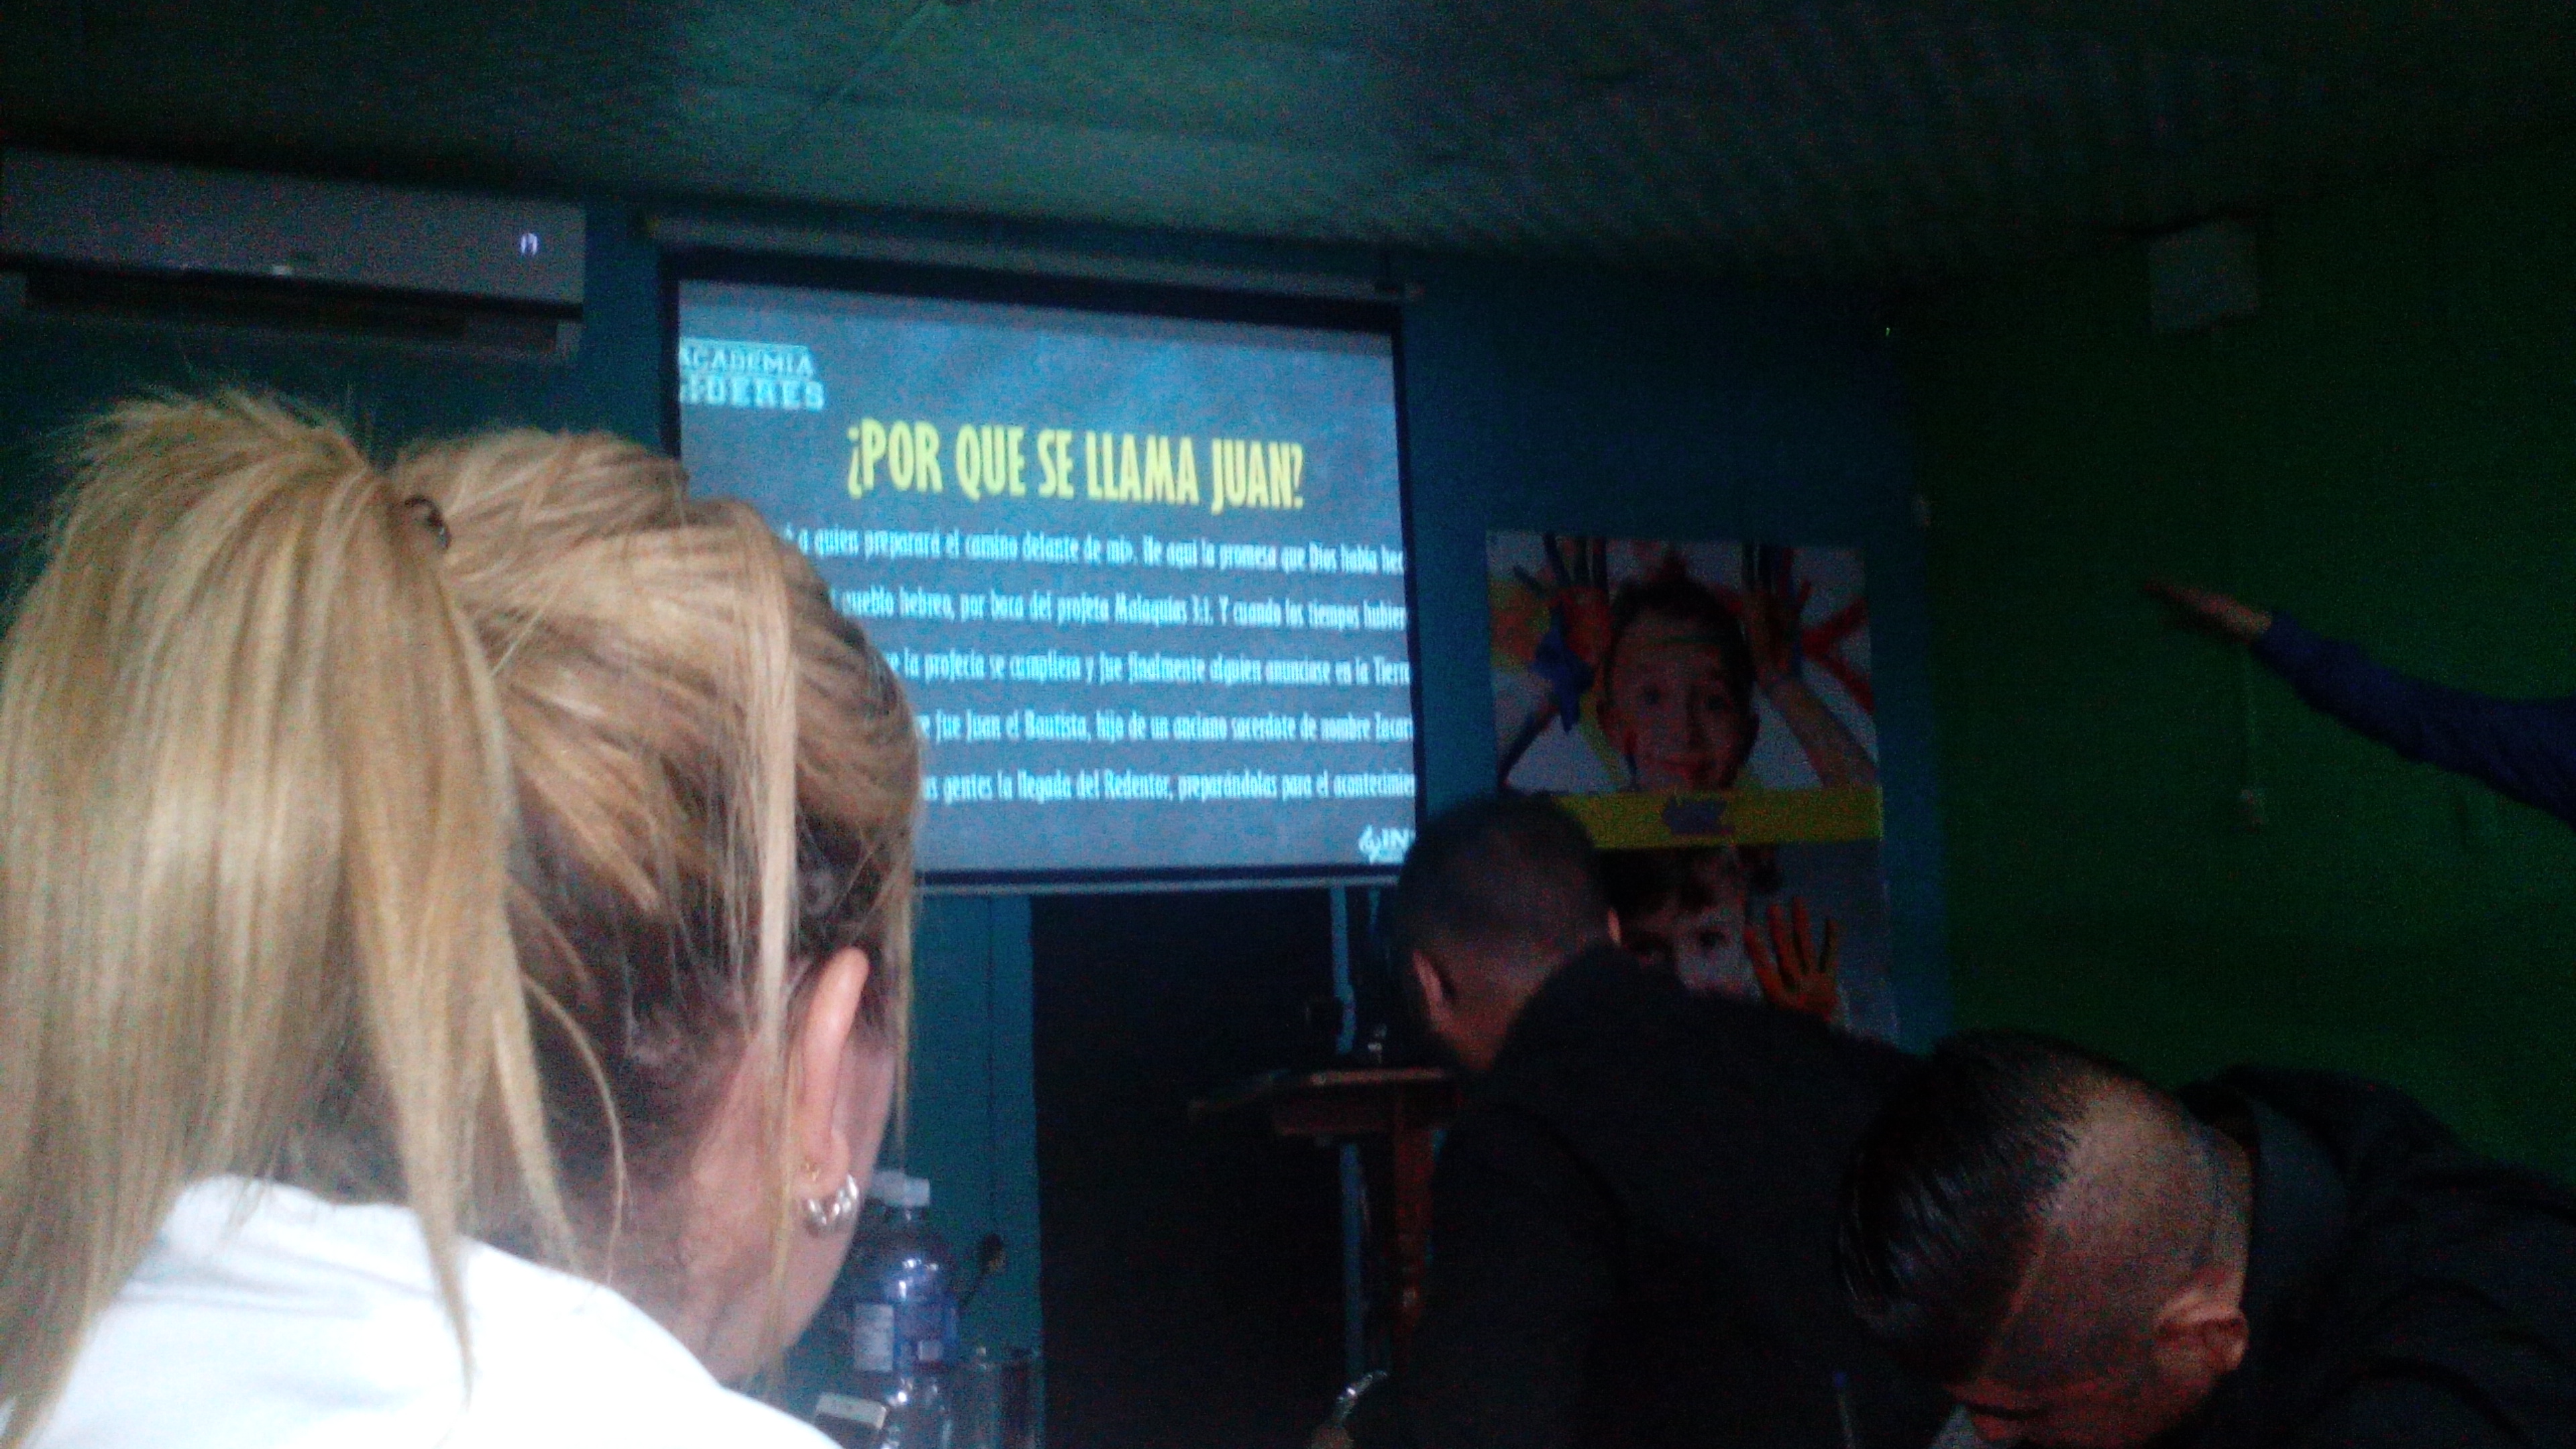 ACADEMIA
¿POR QUE SE LLAMA JUAN?
a quien preparará el camino delante de mi». He aqui la promesa que Dios había
pueblo hebreo, por boca del profeta Malaquías 3:1. Y cuando los tiempos
la profecía se cumpliera y fue finalmente alguien anunciase en la
fue Juan el Bautista, hijo de un anciano sacerdote de nombre
gentes la llegada del Redentor, preparándolas para el